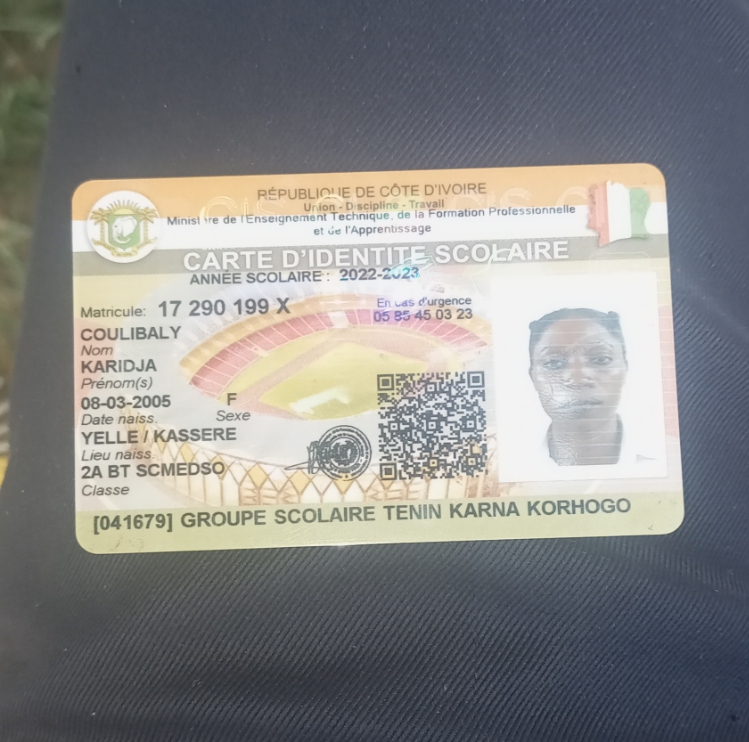 RÉPUBLIQUE DE CÔTE D'IVOIRE
Union - Discipline - Travail
Ministère de l'Enseignement Technique, de la Formation Professionnelle
et de l'Apprentissage
CARTE D'IDENTITE SCOLAIRE
ANNÉE SCOLAIRE : 2022-2023
Matricule: 17 290 199 X
En cas d'urgence
05 85 45 03 23
COULIBALY
Nom
KARIDJA
Prénom(s)
08-03-2005 F
Date naiss. Sexe
YELLE / KASSERE
Lieu naiss.
2A BT SCMEDSO
Classe
[041679] GROUPE SCOLAIRE TENIN KARNA KORHOGO